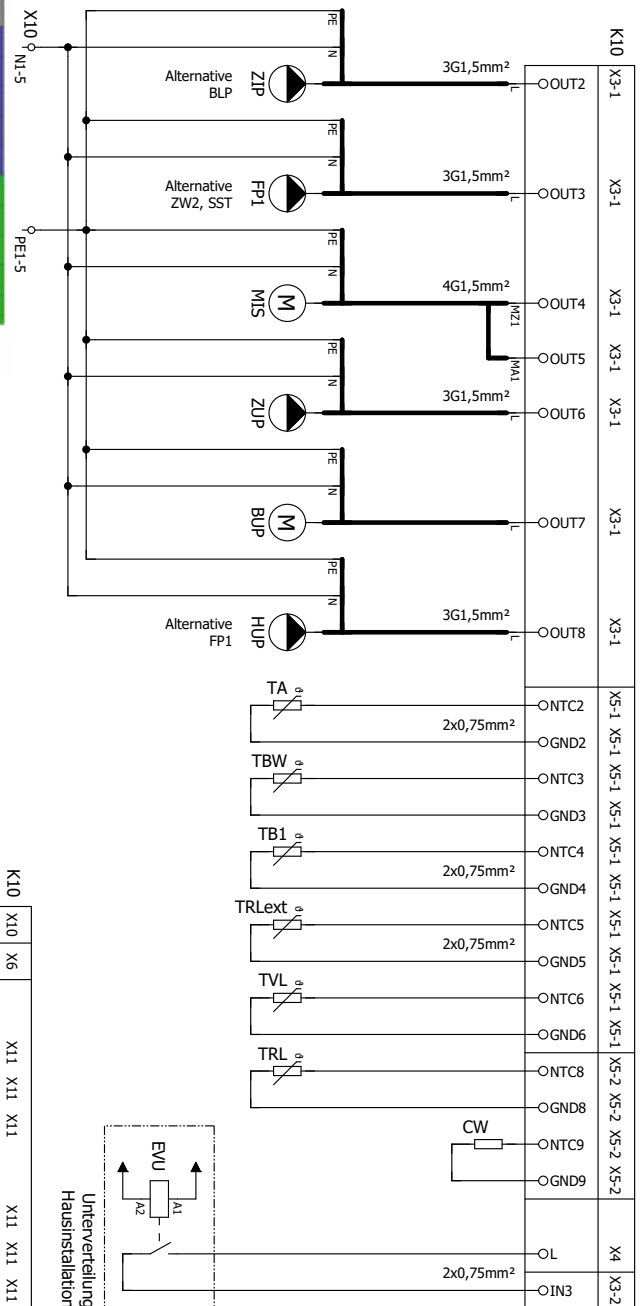 K10
X3-1
X3-1
X3-1
X3-1
X3-1
X3-1
X3-1
X5-1 X5-1 X5-1 X5-1 X5-1 X5-1 X5-1 X5-1 X5-1 X5-1
X5-2 X5-2 X5-2 X5-2
X4
X3-2
X10
N1-5
PE1-5
Alternative
BLP
ZIP
PE
N
3G1,5mm²
L
OUT2
Alternative
ZW2, SST
FP1
PE
N
3G1,5mm²
L
OUT3
MIS
M
PE
N
4G1,5mm²
MZ1
OUT4
MA1
OUT5
ZUP
PE
N
3G1,5mm²
L
OUT6
BUP
M
PE
N
L
OUT7
Alternative
FP1
HUP
PE
N
3G1,5mm²
L
OUT8
TA
ϑ
NTC2
2x0,75mm²
GND2
TBW
ϑ
NTC3
GND3
TB1
ϑ
NTC4
2x0,75mm²
GND4
TRLext
ϑ
NTC5
2x0,75mm²
GND5
TVL
ϑ
NTC6
GND6
TRL
ϑ
NTC8
GND8
CW
NTC9
GND9
EVU
A1
A2
Unterverteilung
Hausinstallation
L
2x0,75mm²
IN3
K10
X10
X6
X11 X11 X11
X11 X11 X11